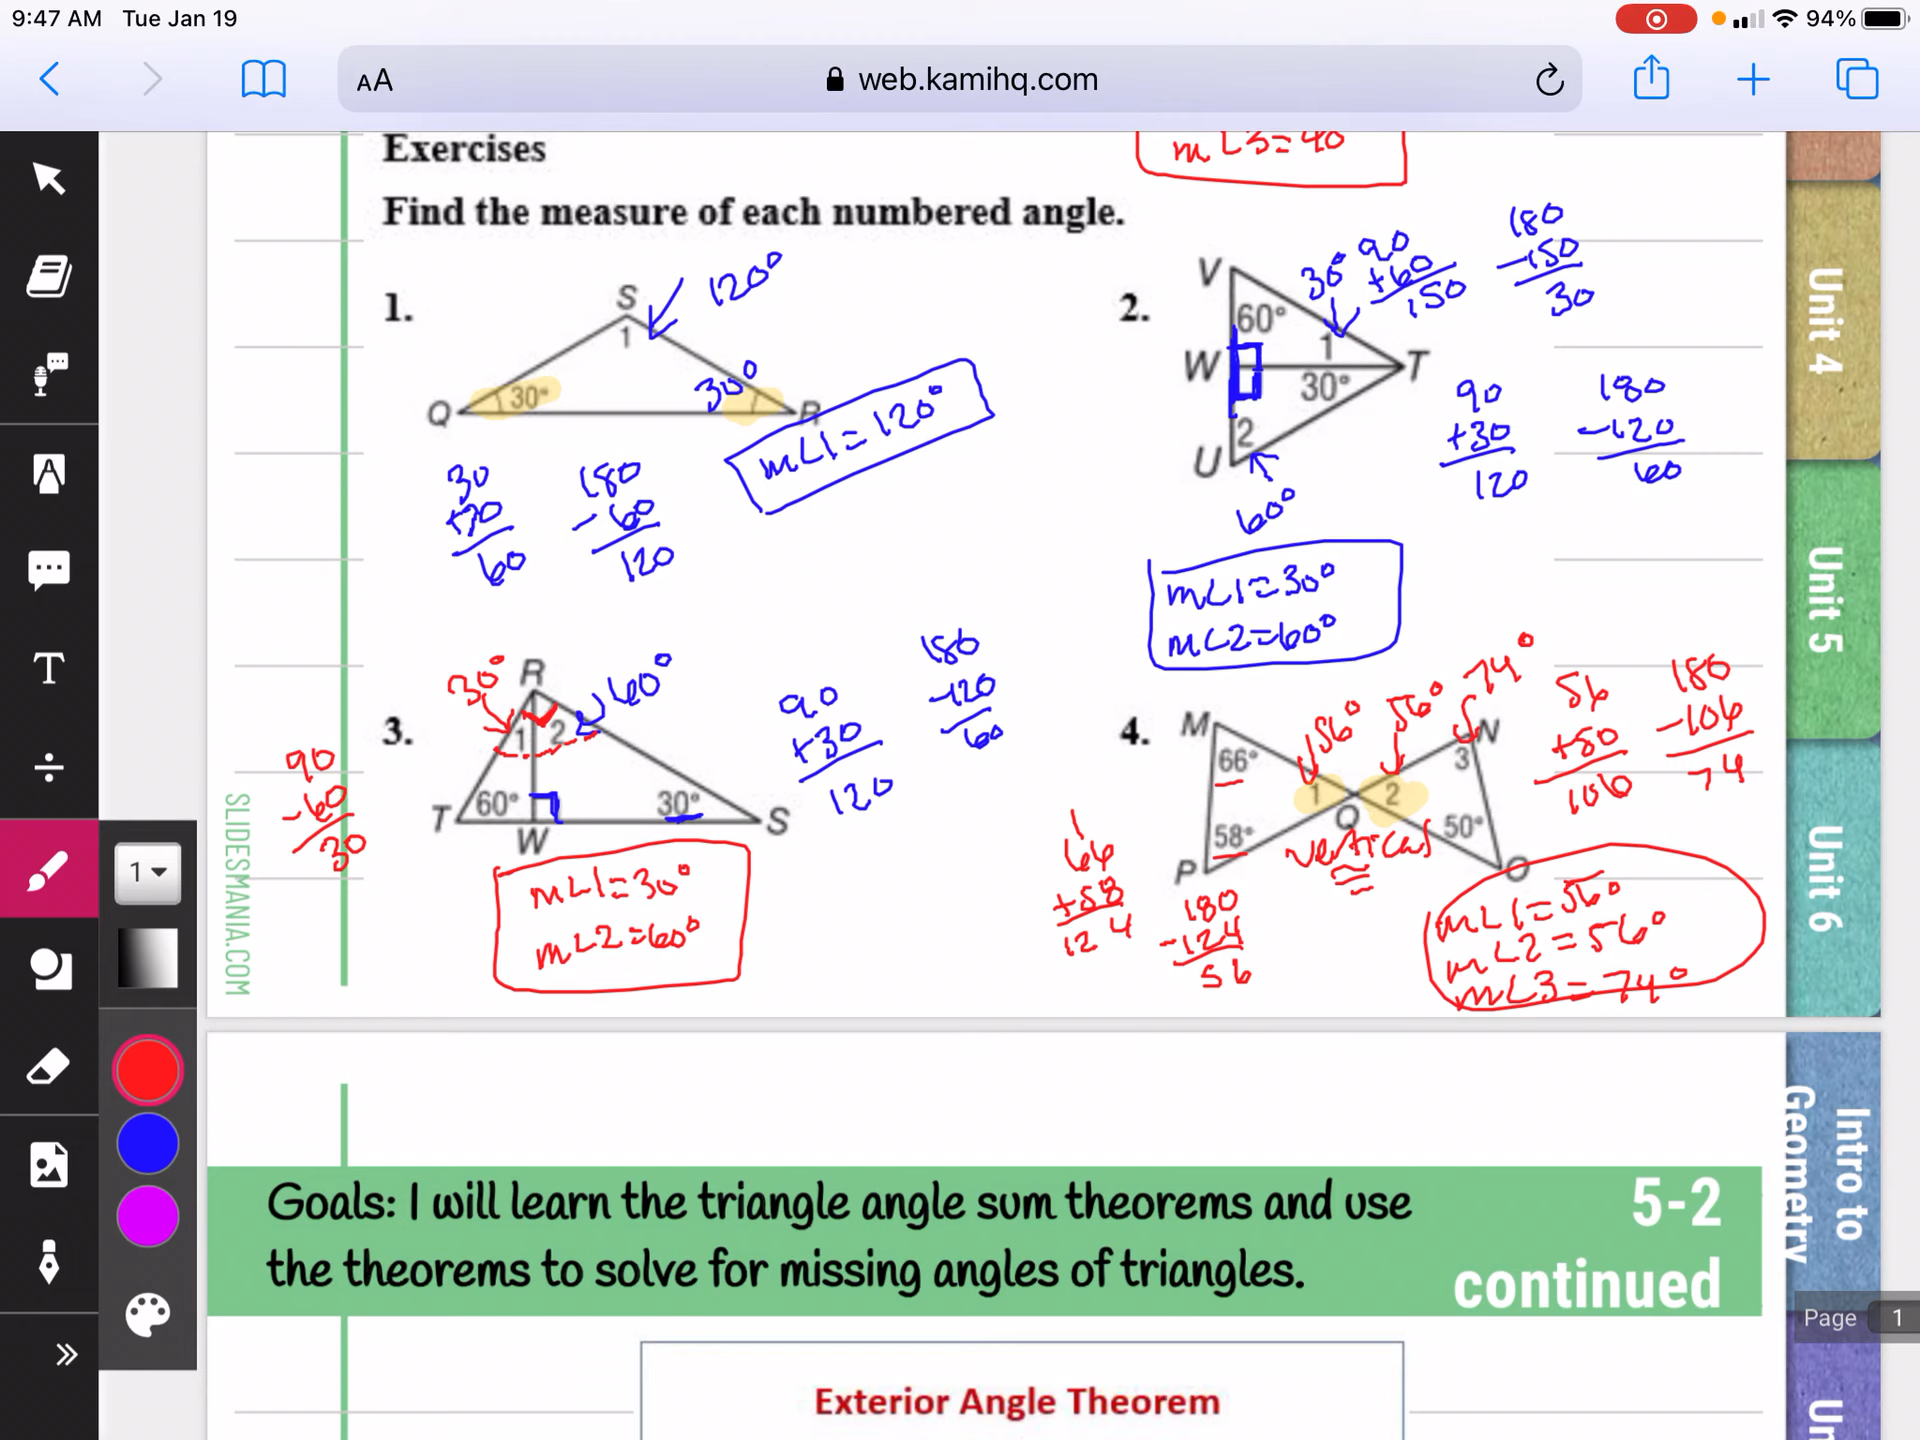 9:47 AM Tue Jan 19
94%
AA
web.kamihq.com
Exercises
m∠3=40
Find the measure of each numbered angle.
1.
S
120°
1
Q
30°
30°
R
m∠1=120°
30
+30
60
180
-60
120
2.
V
60°
30°
90
+60
150
180
-150
30
W
1
T
30°
2
U
60°
90
+30
120
180
-120
60
m∠1=30°
m∠2=60°
3.
30°
R
60°
1
2
T
60°
30°
S
W
90
-60
30
90
+30
120
180
-120
60
m∠1=30°
m∠2=60°
4.
M
56°
56°
74°
N
66°
3
1
2
Q
58°
50°
P
O
vertical
1
66
+58
124
180
-124
56
56
+50
106
180
-106
74
m∠1=56°
m∠2=56°
m∠3=74°
SLIDESMANIA.COM
Unit 4
Unit 5
Unit 6
T
1
Goals: I will learn the triangle angle sum theorems and use
the theorems to solve for missing angles of triangles.
5-2
continued
Intro to
Geometry
Page 1
Un
Exterior Angle Theorem